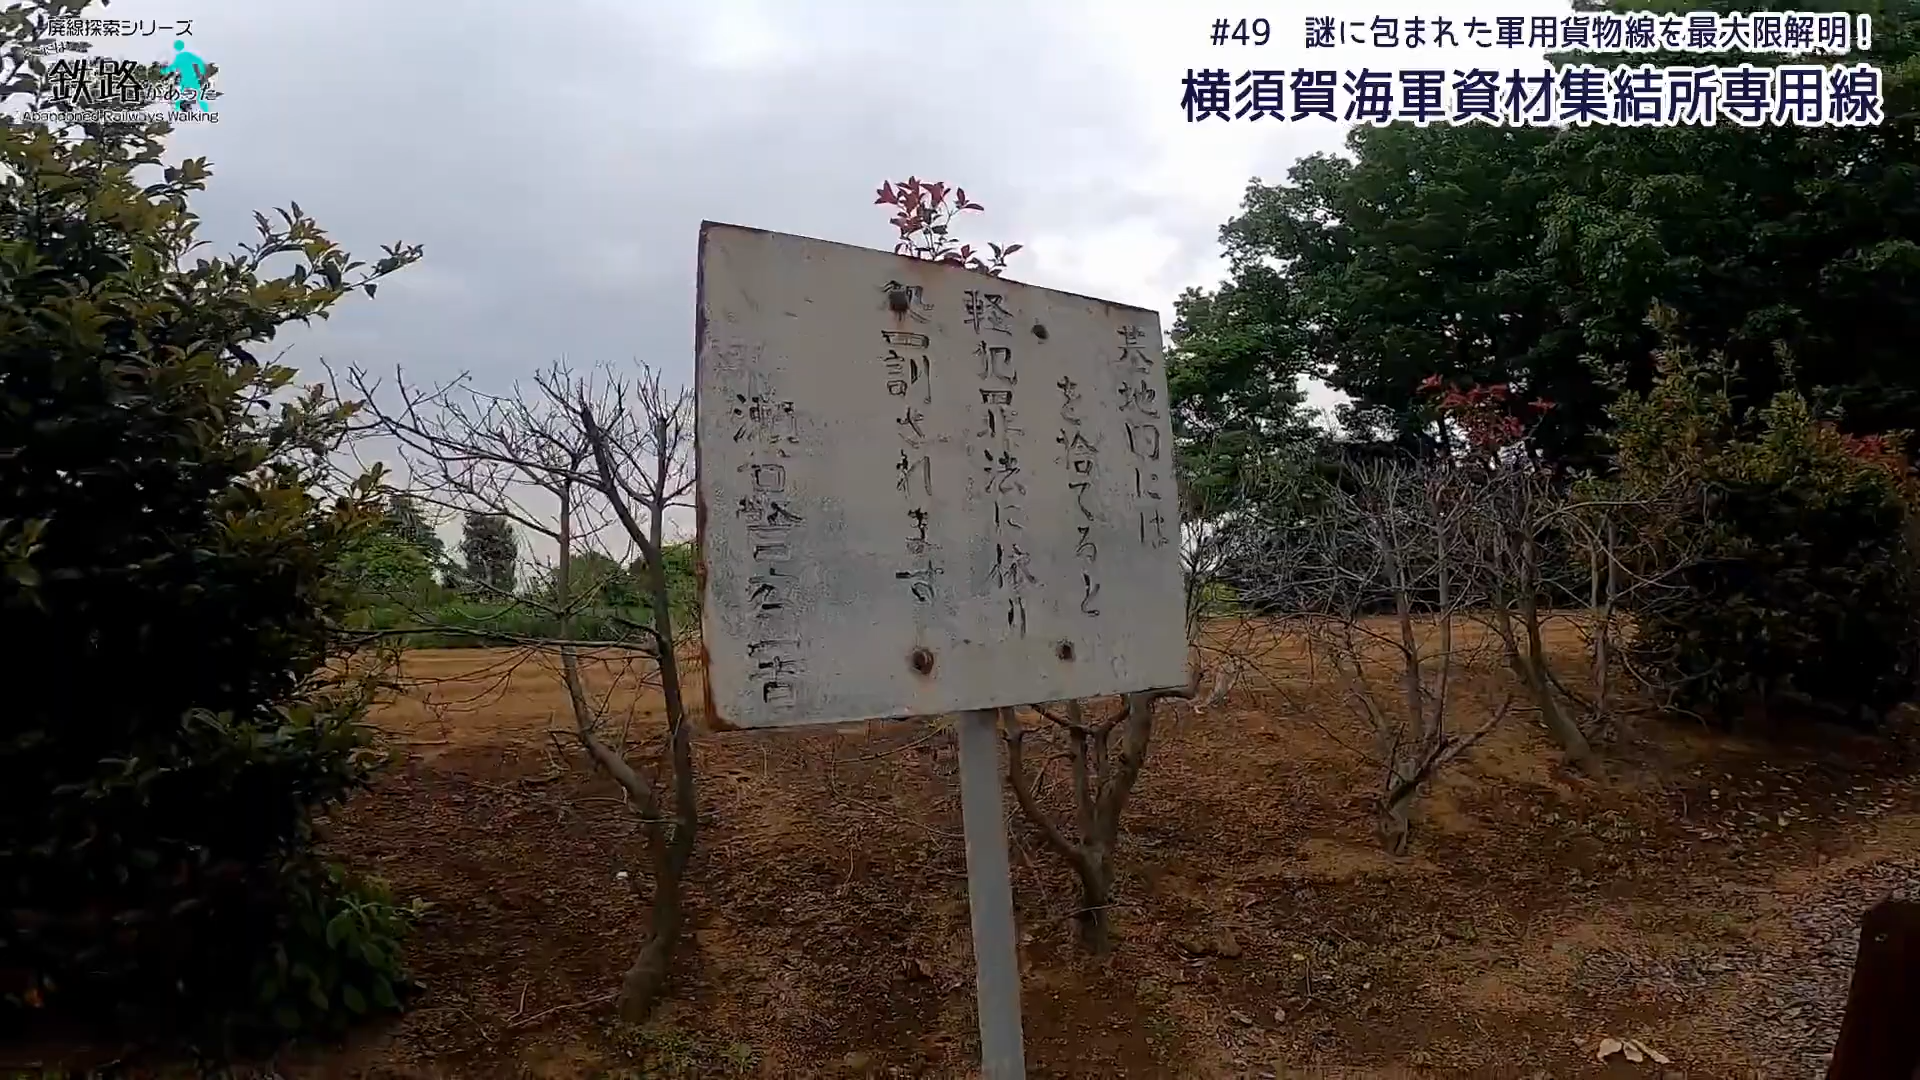 廃線探索シリーズ
ここには
鉄路があった
Abandoned Railways Walking
#49 謎に包まれた軍用貨物線を最大限解明!
横須賀海軍資材集結所専用線
基地内には
を捨てると
軽犯罪法に依り
処罰されます
瀬谷警察署